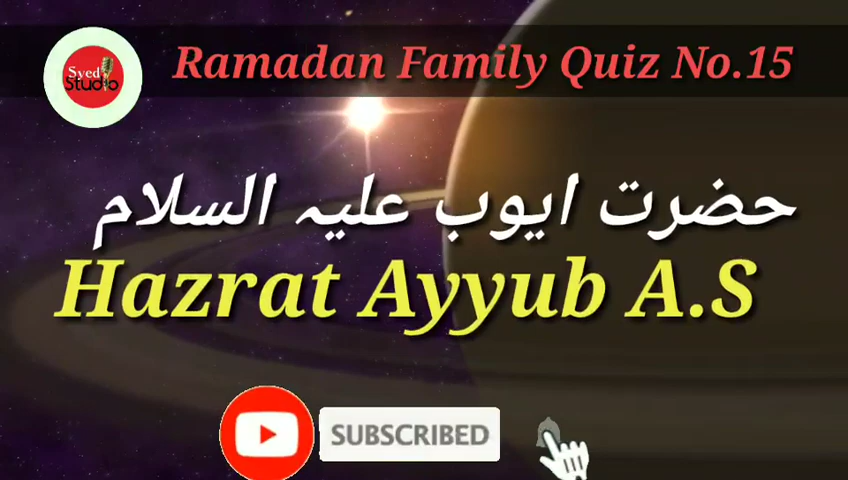 Syed
Studio
Ramadan Family Quiz No.15
حضرت ایوب علیہ السلام
Hazrat Ayyub A.S
SUBSCRIBED